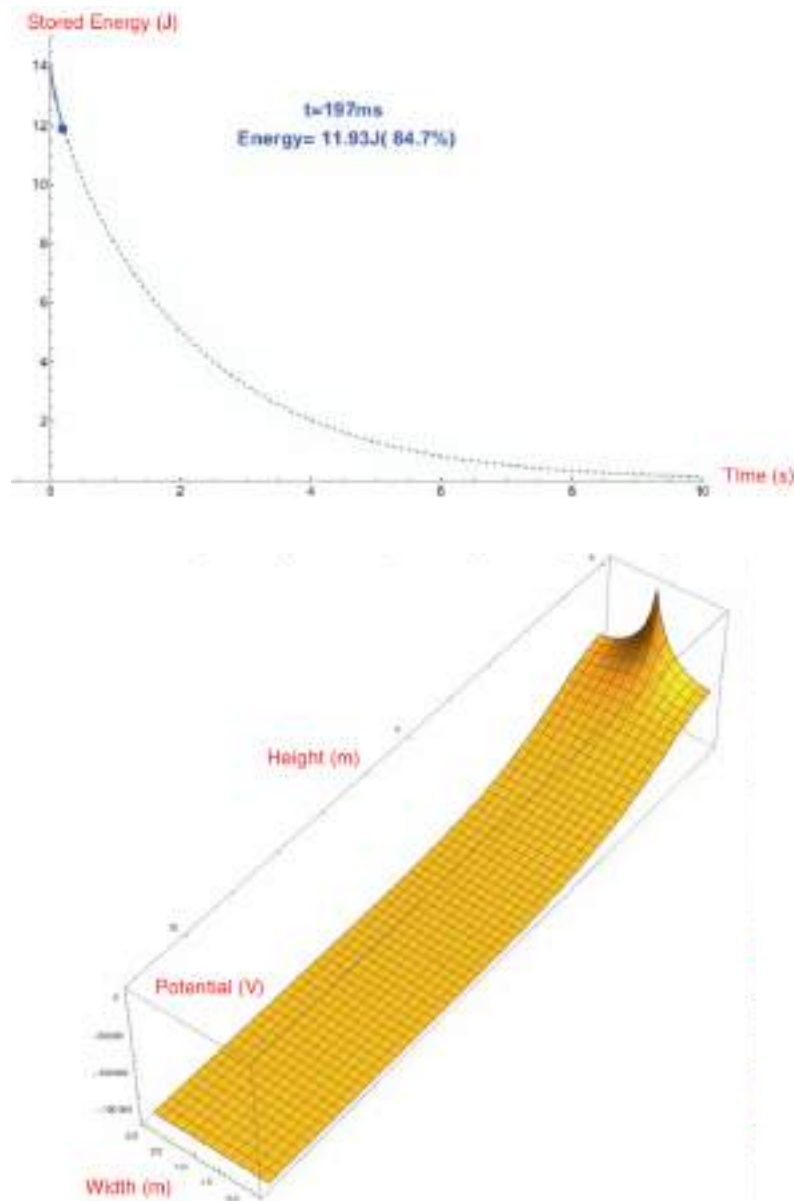 Stored Energy (J)
14
t=197ms
12
Energy= 11.93J( 84.7%)
10
8
6
4
2
Time (s)
0 2 4 6 8 10
Height (m)
Potential (V)
0
Width (m)